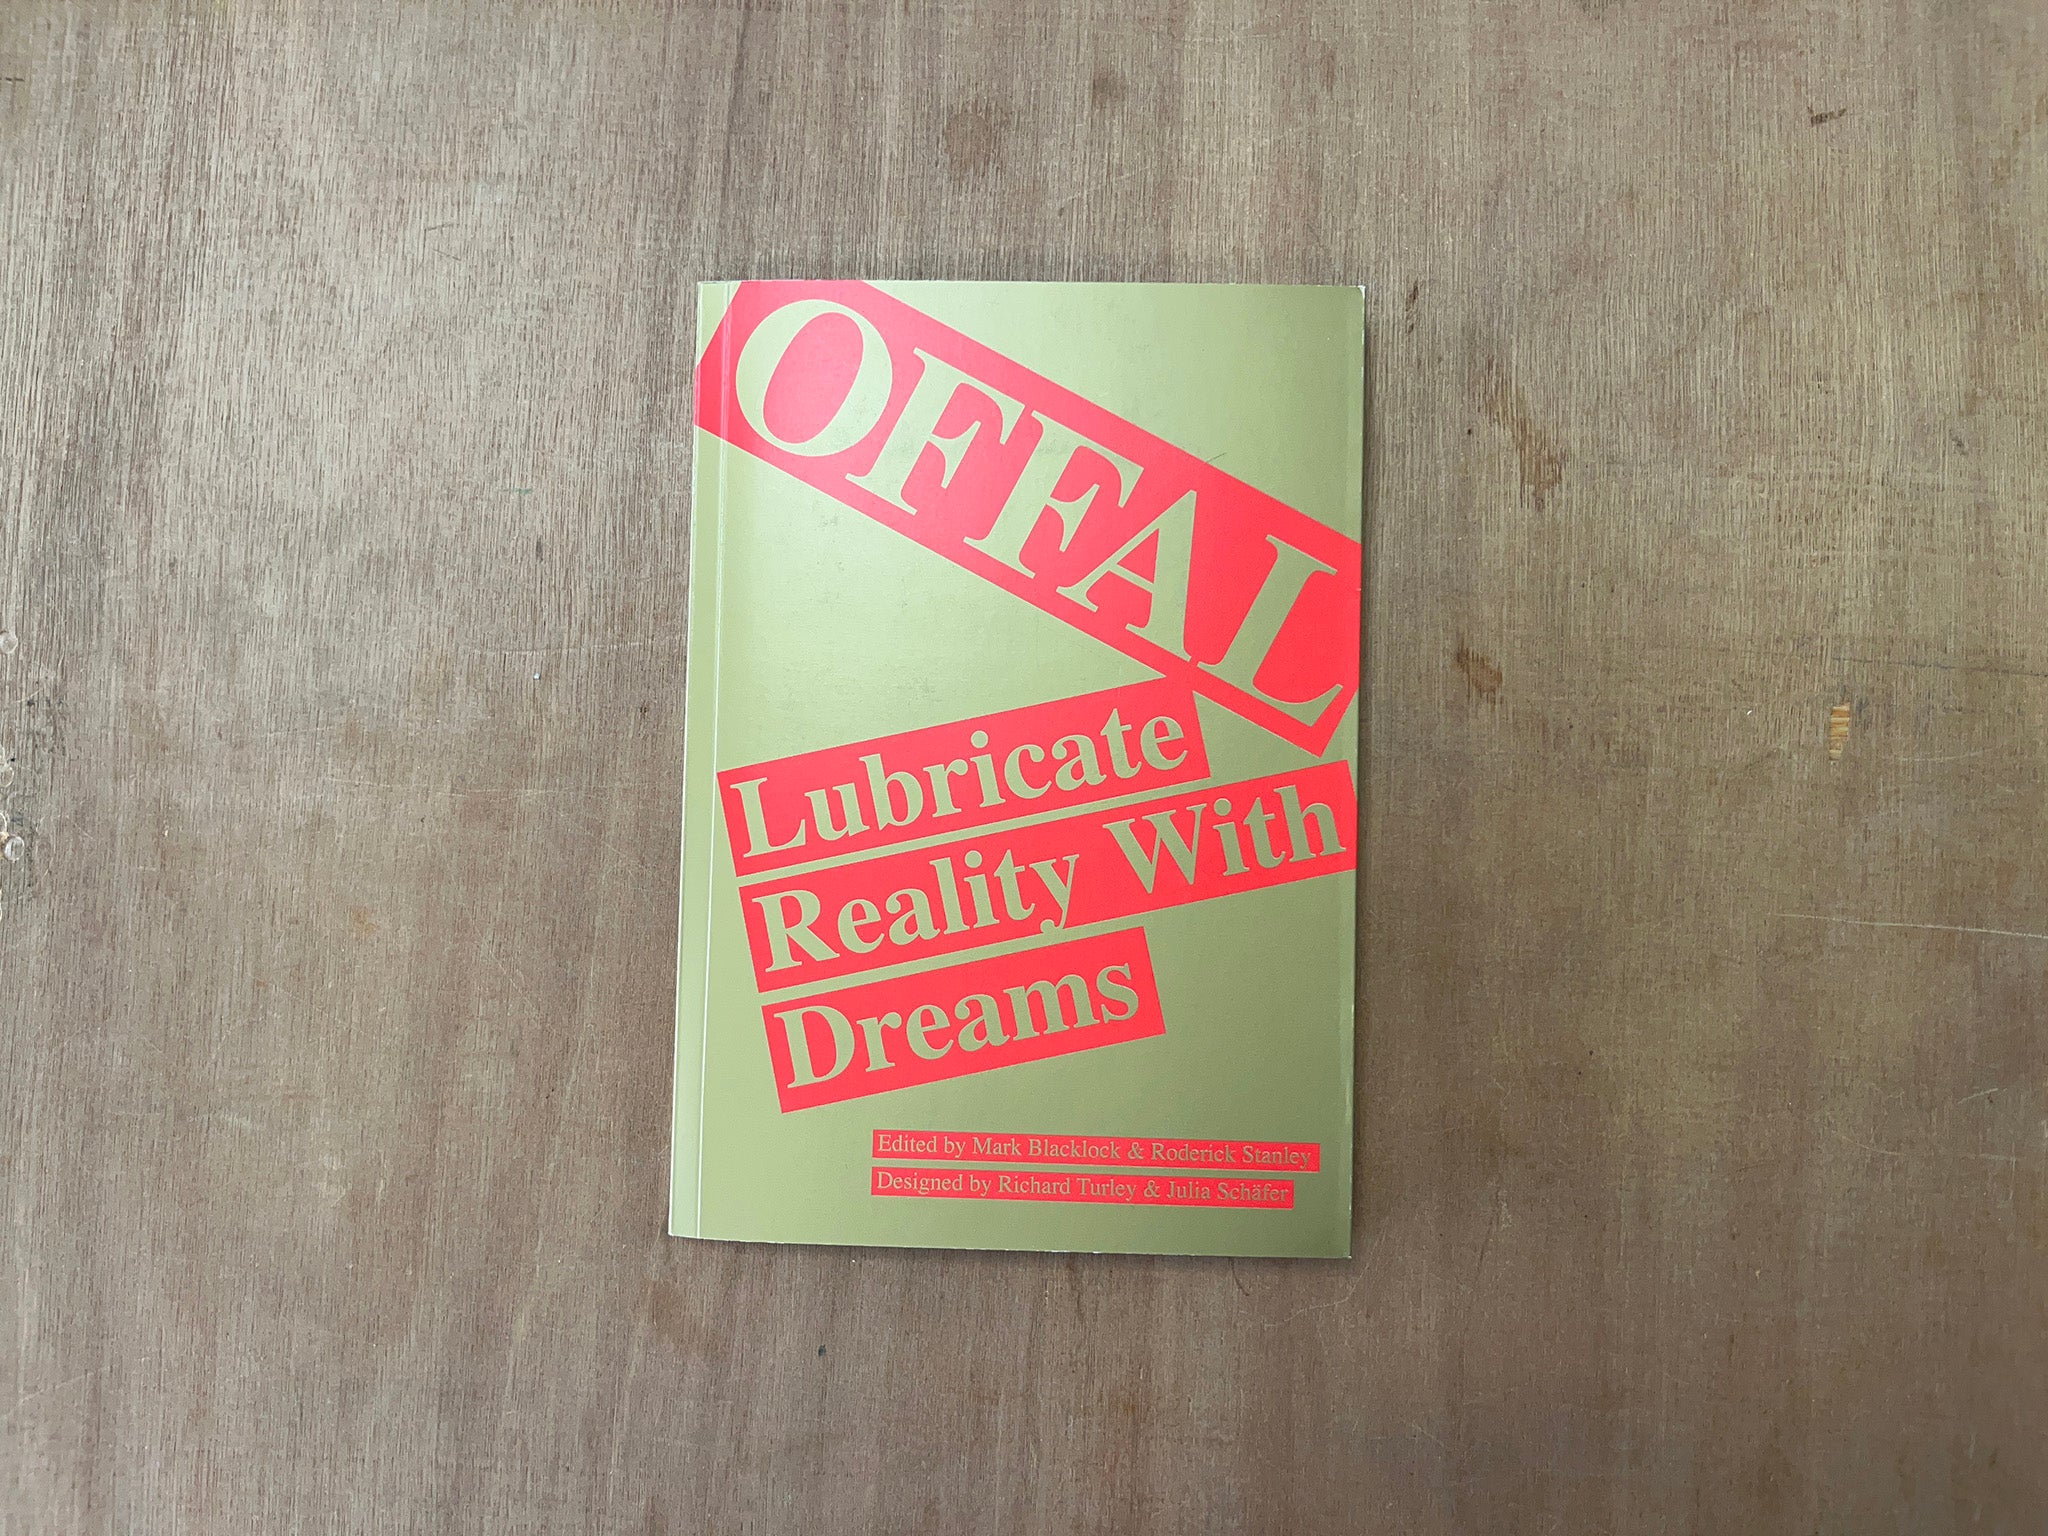 OFFAL
Lubricate
Reality With
Dreams
Edited by Mark Blacklock & Roderick Stanley
Designed by Richard Turley & Julia Schäfer